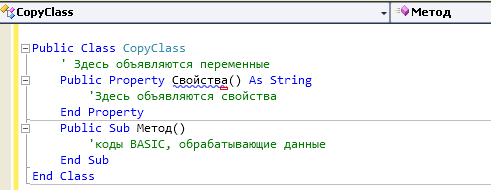 CopyClass Метод
Public Class CopyClass
' Здесь объявляются переменные
Public Property Свойства() As String
'Здесь объявляются свойства
End Property
Public Sub Метод()
'коды BASIC, обрабатывающие данные
End Sub
End Class